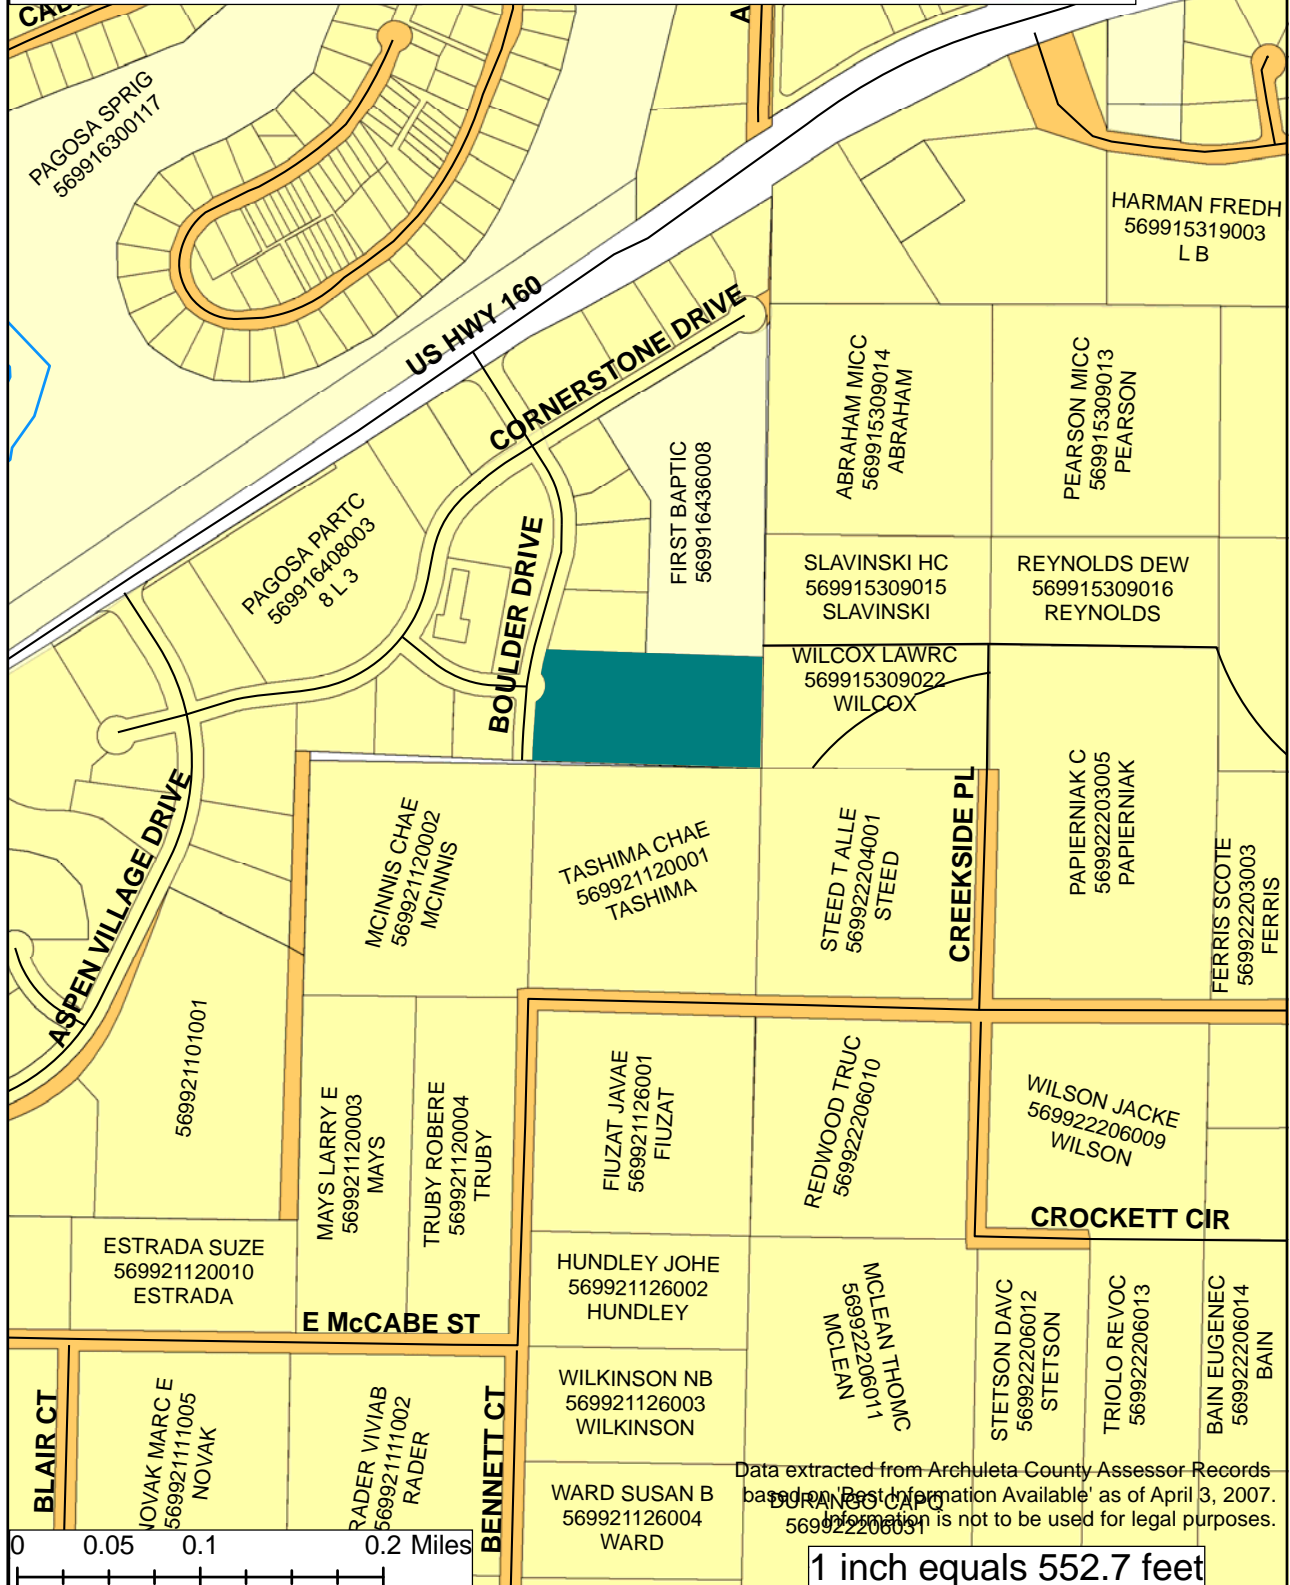 PAGOSA SPRIG
569916300117
HARMAN FREDH
569915319003
L B
US HWY 160
CORNERSTONE DRIVE
ABRAHAM MICC
569915309014
ABRAHAM
PEARSON MICC
569915309013
PEARSON
FIRST BAPTIC
569916436008
PAGOSA PARTC
569916408003
8 L 3
BOULDER DRIVE
SLAVINSKI HC
569915309015
SLAVINSKI
REYNOLDS DEW
569915309016
REYNOLDS
WILCOX LAWRC
569915309022
WILCOX
ASPEN VILLAGE DRIVE
MCINNIS CHAE
569921120002
MCINNIS
TASHIMA CHAE
569921120001
TASHIMA
STEED T ALLE
569922204001
STEED
CREEKSIDE PL
PAPIERNIAK C
569922203005
PAPIERNIAK
FERRIS SCOTE
569922203003
FERRIS
569921101001
MAYS LARRY E
569921120003
MAYS
TRUBY ROBERE
569921120004
TRUBY
FIUZAT JAVAE
569921126001
FIUZAT
REDWOOD TRUC
569922206010
WILSON JACKE
569922206009
WILSON
CROCKETT CIR
ESTRADA SUZE
569921120010
ESTRADA
HUNDLEY JOHE
569921126002
HUNDLEY
MCLEAN THOMC
569922206011
MCLEAN
STETSON DAVC
569922206012
STETSON
TRIOLO REVOC
569922206013
BAIN EUGENEC
569922206014
BAIN
E McCABE ST
BLAIR CT
NOVAK MARC E
569921111005
NOVAK
RADER VIVIAB
569921111002
RADER
BENNETT CT
WILKINSON NB
569921126003
WILKINSON
WARD SUSAN B
569921126004
WARD
DURANGO CAPQ
569922206031
Data extracted from Archuleta County Assessor Records
based on 'Best Information Available' as of April 3, 2007.
Information is not to be used for legal purposes.
0 0.05 0.1 0.2 Miles
1 inch equals 552.7 feet